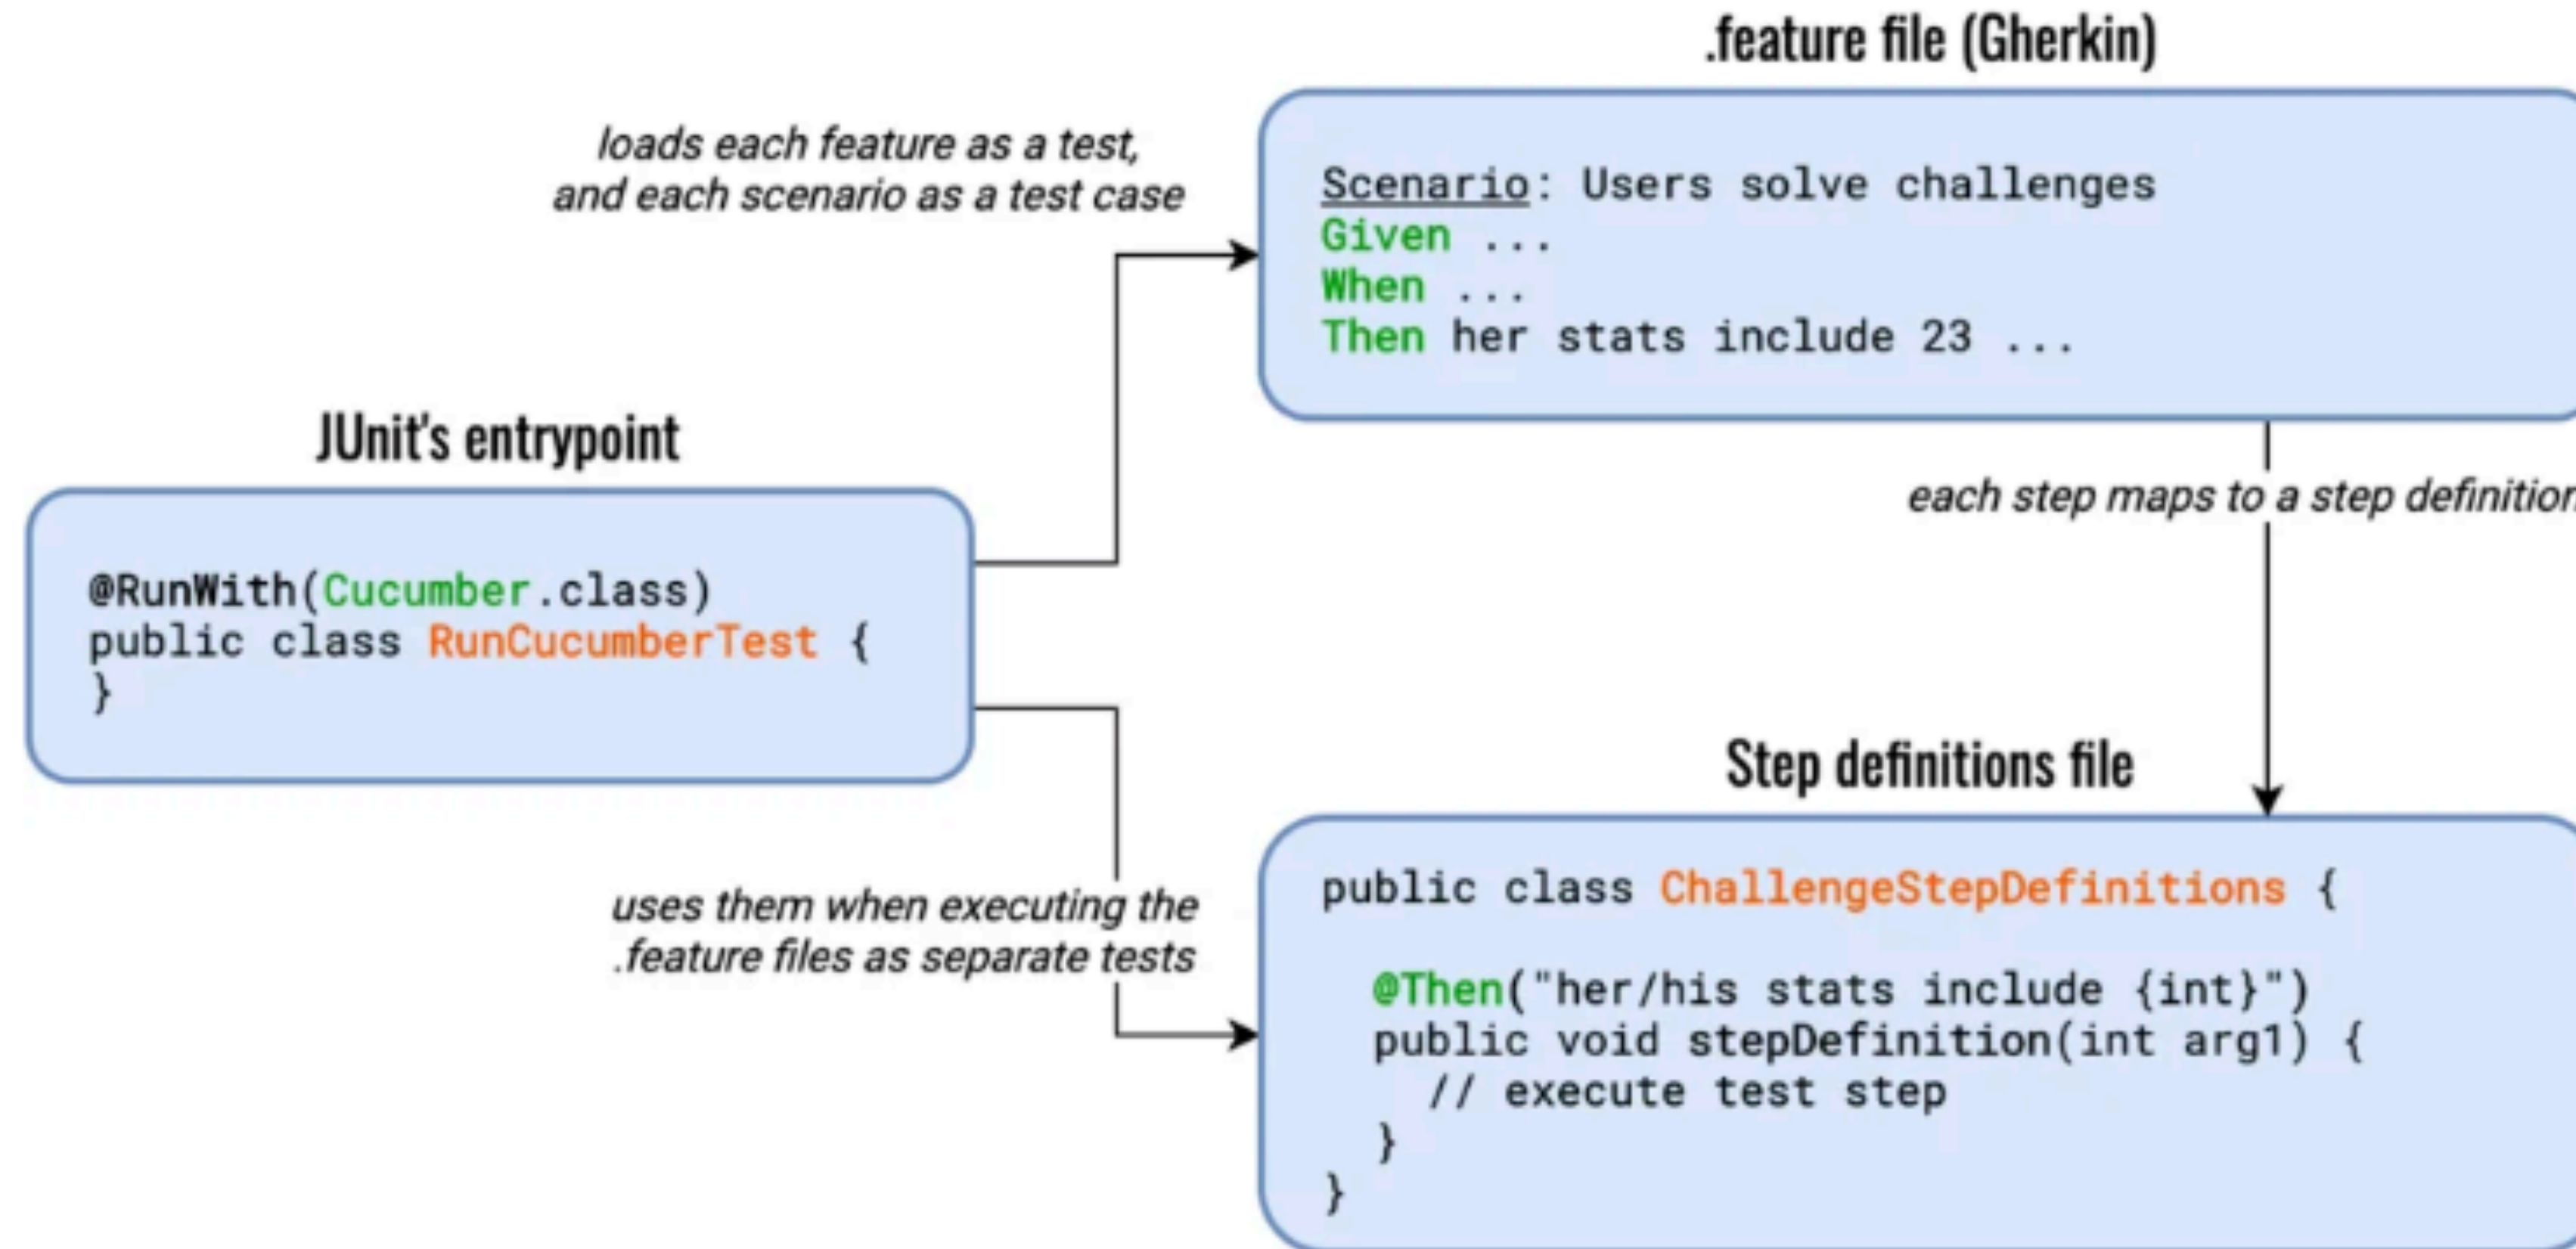 .feature file (Gherkin)
loads each feature as a test,
and each scenario as a test case
Scenario: Users solve challenges
Given ...
When ...
Then her stats include 23 ...
JUnit's entrypoint
each step maps to a step definition
@RunWith(Cucumber.class)
public class RunCucumberTest {
}
Step definitions file
uses them when executing the
.feature files as separate tests
public class ChallengeStepDefinitions {
@Then("her/his stats include {int}")
public void stepDefinition(int arg1) {
// execute test step
}
}